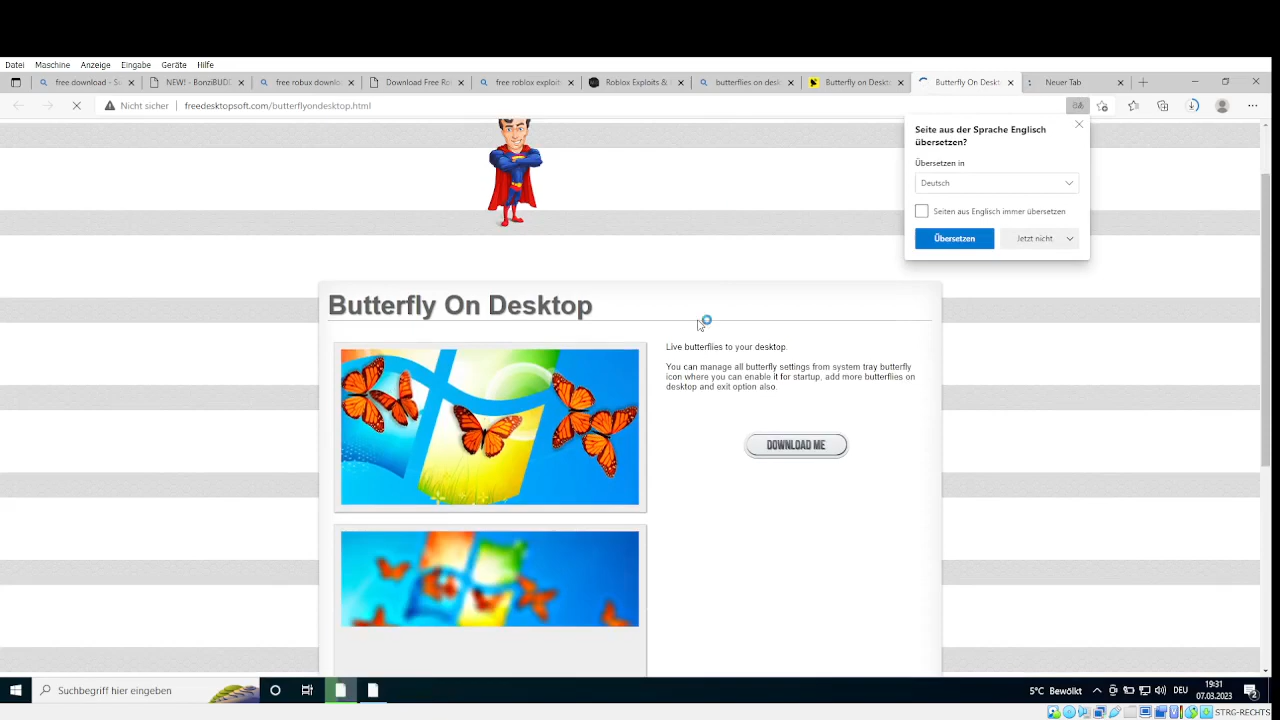 Datei Maschine Anzeige Eingabe Geräte Hilfe
free download - Se
NEW! - BonziBUDD
free robux downl
Download Free Ro
free roblox exploit
Roblox Exploits &
butterflies on desk
Butterfly on Deskt
Butterfly On Deskt
Neuer Tab
Nicht sicher freedesktopsoft.com/butterflyondesktop.html
Seite aus der Sprache Englisch
übersetzen?
Übersetzen in
Deutsch
Seiten aus Englisch immer übersetzen
Übersetzen Jetzt nicht
Butterfly On Desktop
Live butterflies to your desktop.
You can manage all butterfly settings from system tray butterfly
icon where you can enable it for startup, add more butterflies on
desktop and exit option also.
DOWNLOAD ME
Suchbegriff hier eingeben
5°C Bewölkt
DEU
19:31
07.03.2023
2
STRG-RECHTS